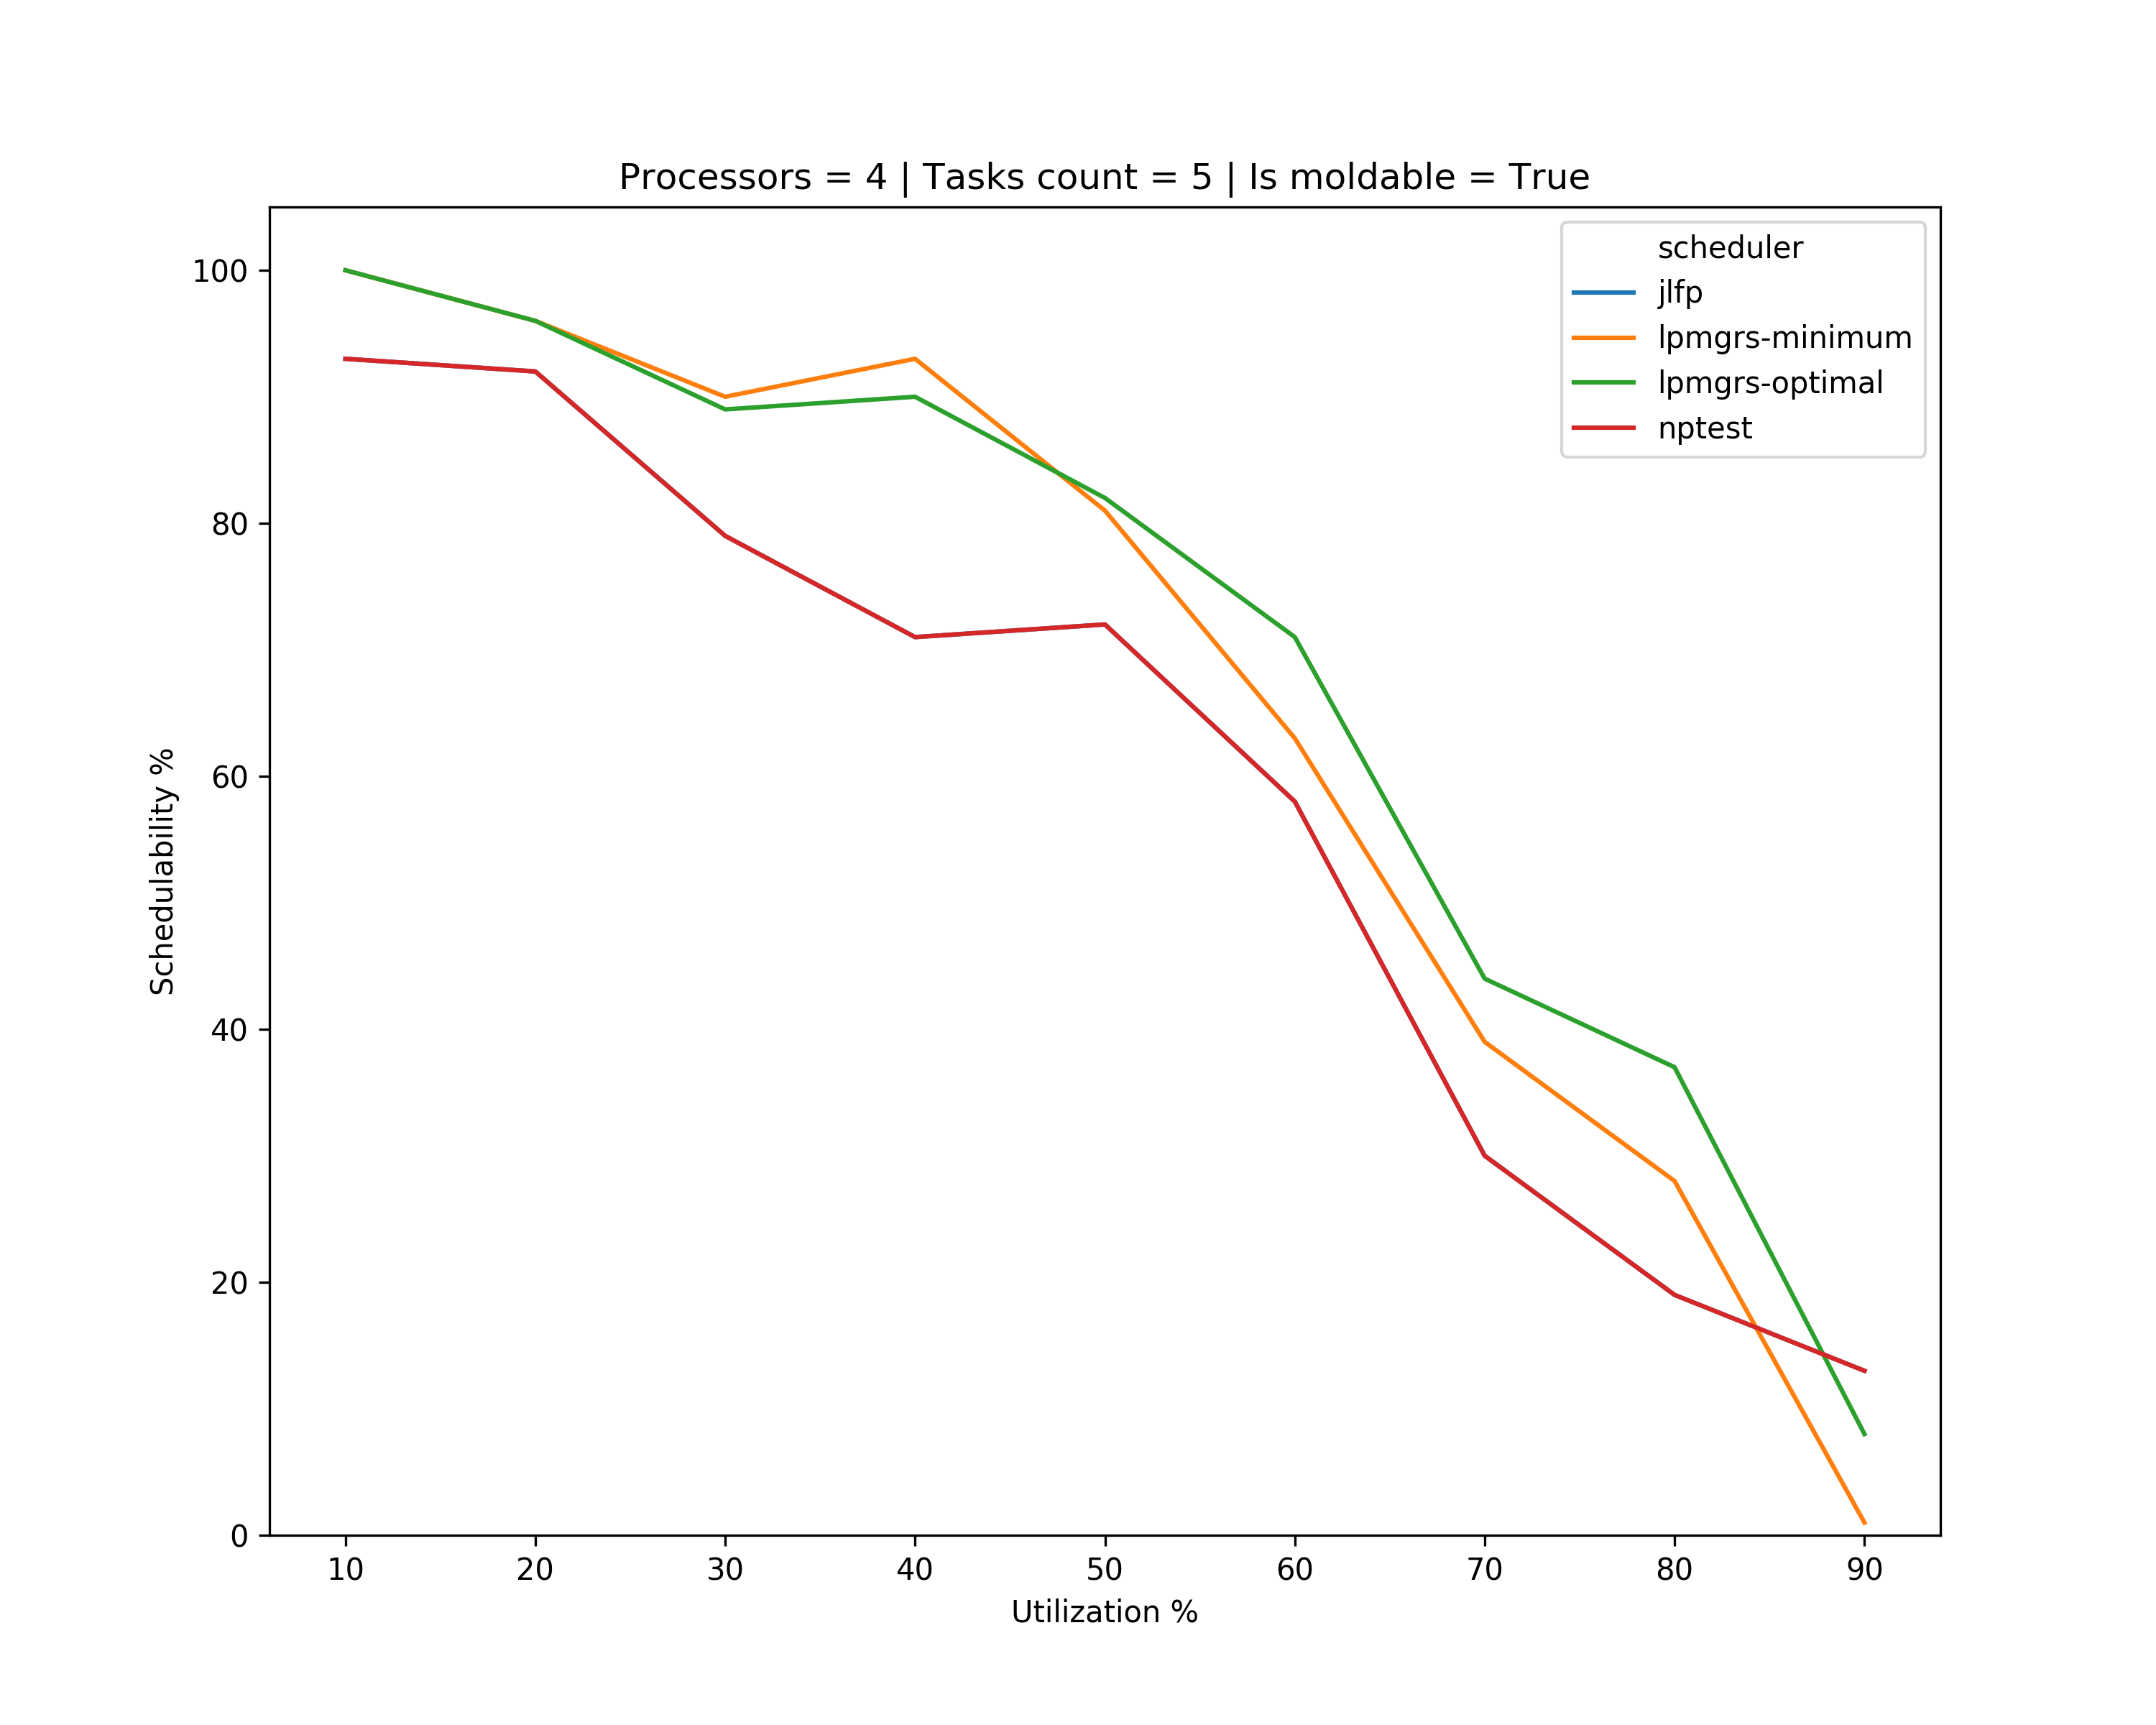 Processors = 4 | Tasks count = 5 | Is moldable = True
scheduler
jlfp
lpmgrs-minimum
lpmgrs-optimal
nptest
Schedulability %
100
80
60
40
20
0
10 20 30 40 50 60 70 80 90
Utilization %